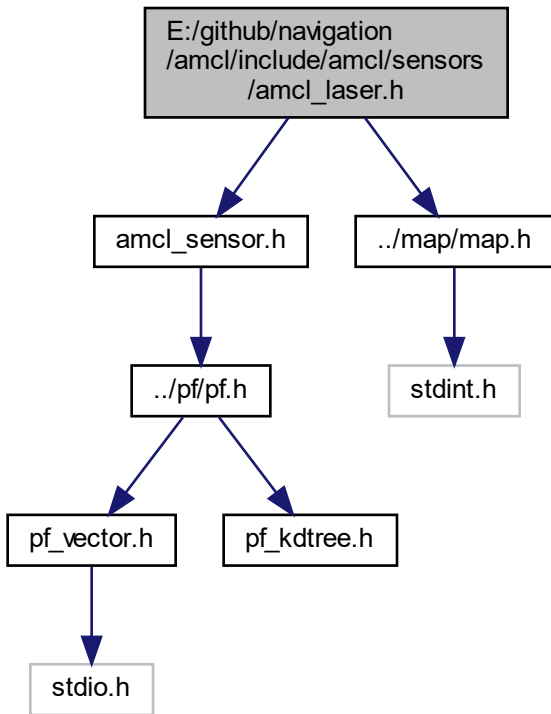 E:/github/navigation
/amcl/include/amcl/sensors
/amcl_laser.h
amcl_sensor.h
../map/map.h
../pf/pf.h
stdint.h
pf_vector.h
pf_kdtree.h
stdio.h